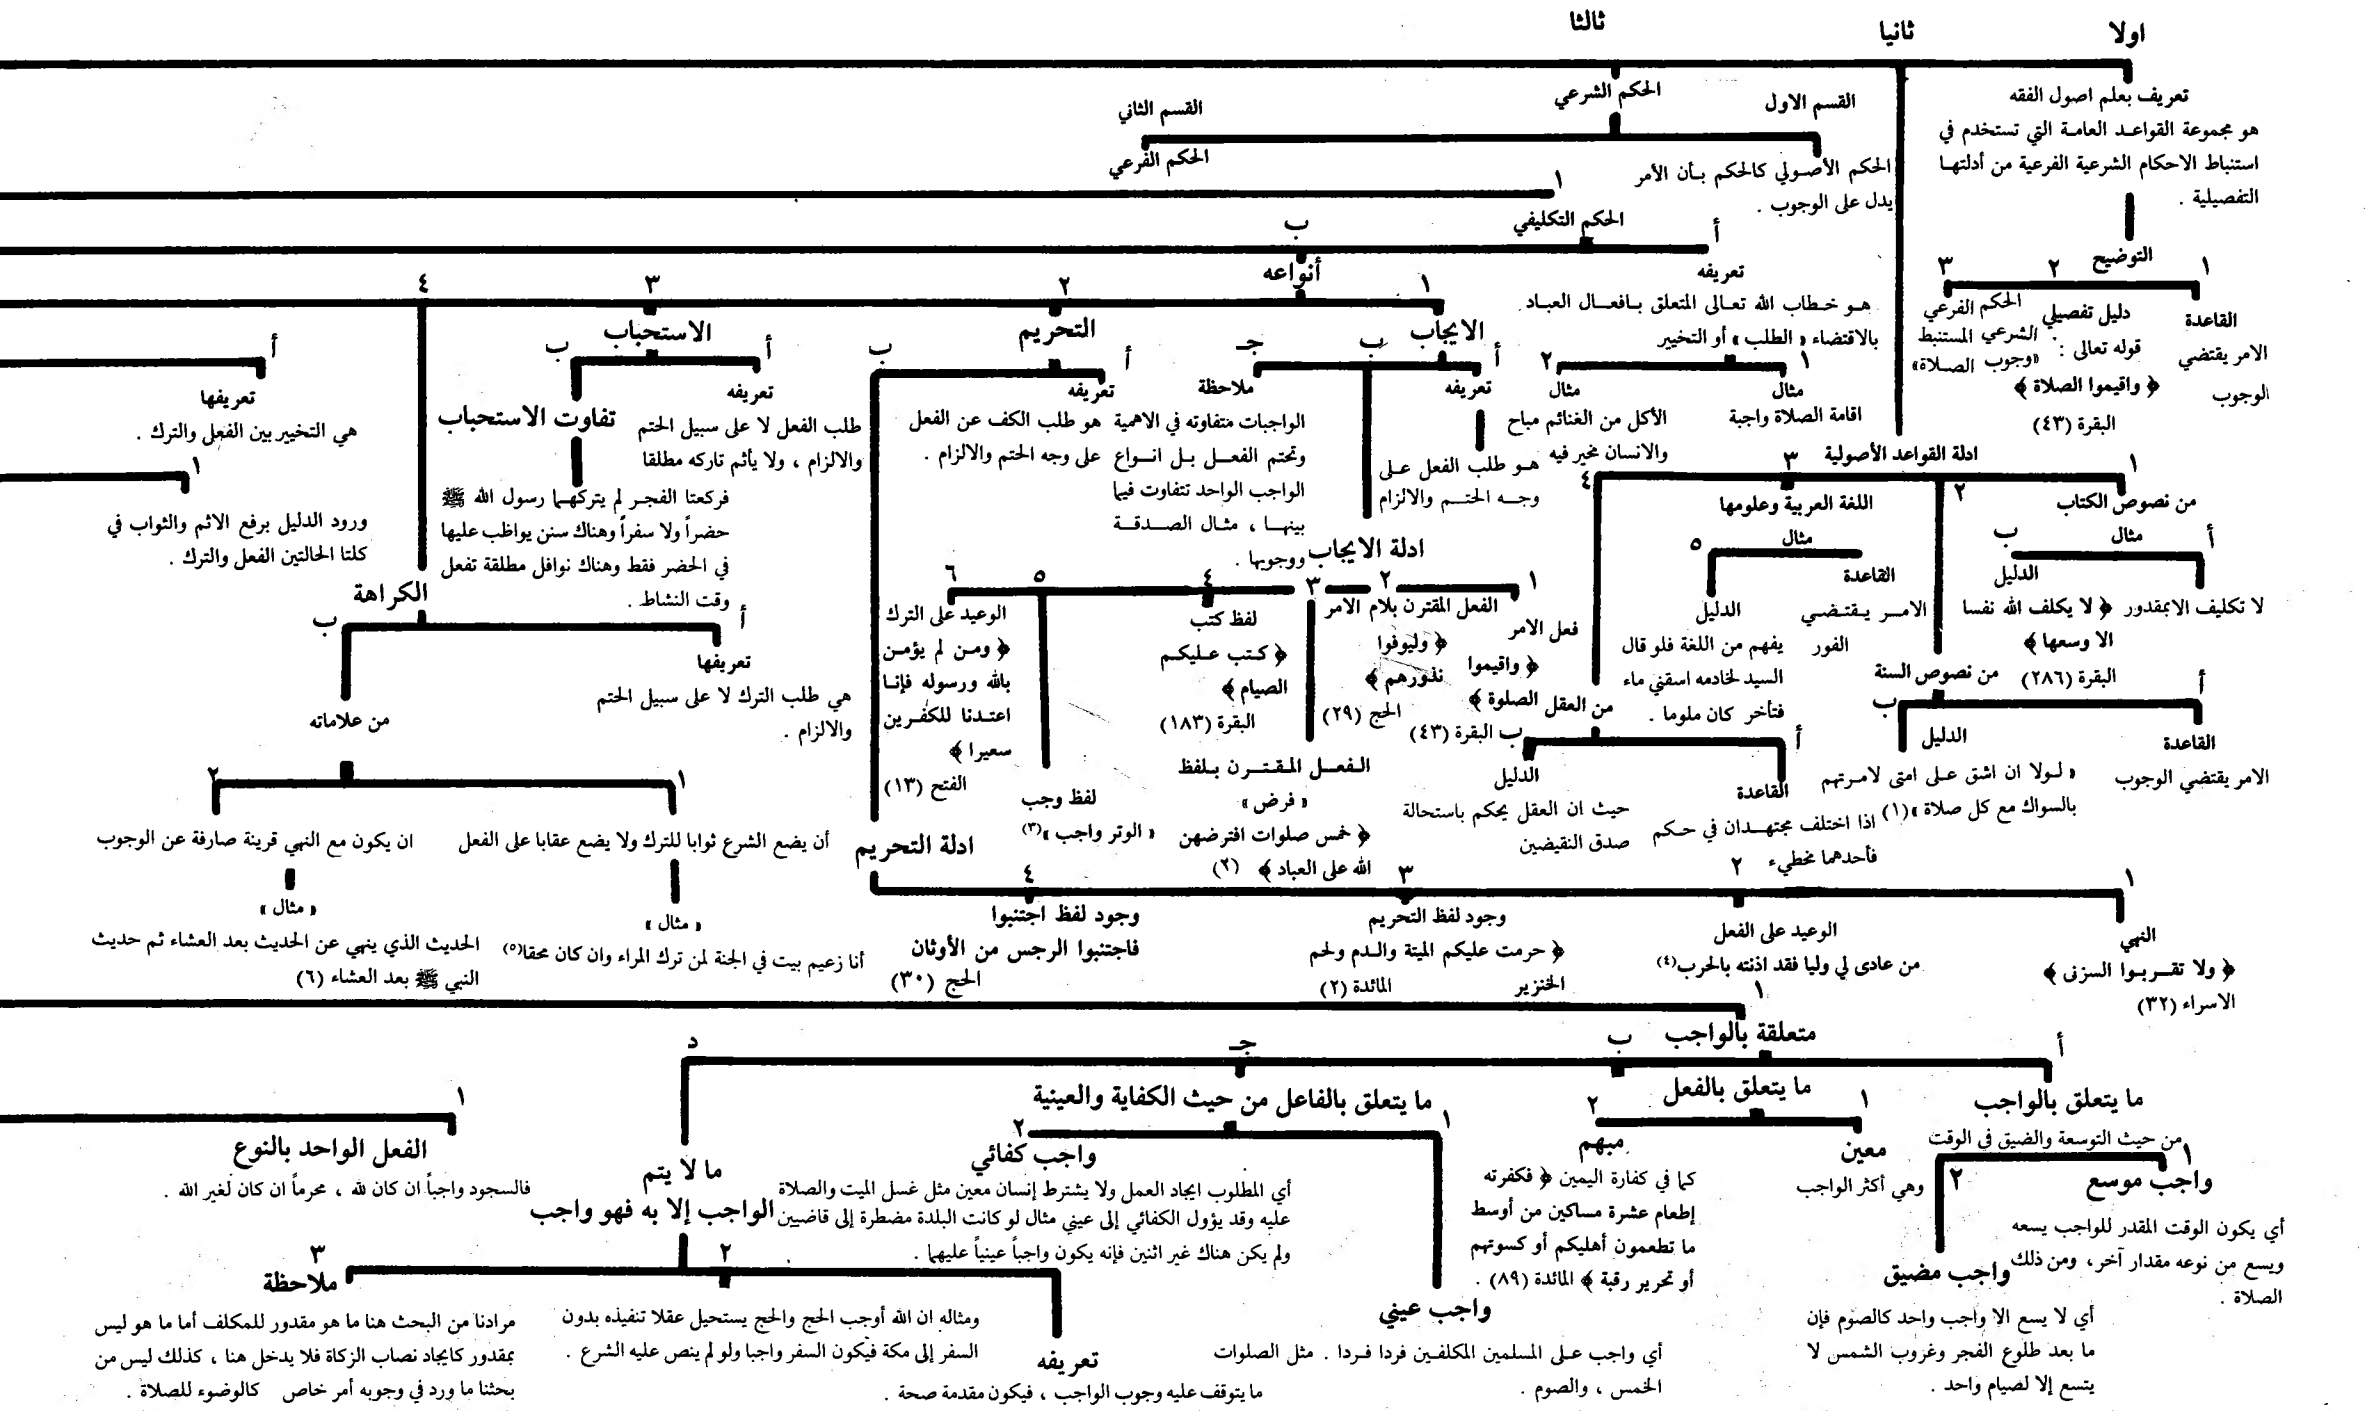 اولا
ثانيا
ثالثا
تعريف بعلم اصول الفقه
هو مجموعة القواعد العامة التي تستخدم في
استنباط الاحكام الشرعية الفرعية من أدلتها
التفصيلية .
التوضيح
١
٢
٣
القاعدة
الامر يقتضي
الوجوب
دليل تفصيلي
قوله تعالى :
﴿ واقيموا الصلاة ﴾
البقرة (٤٣)
الحكم الفرعي
الشرعي المستنبط
«وجوب الصلاة»
ادلة القواعد الأصولية
١
٢
٣
٤
من نصوص الكتاب
مثال
أ
ب
لا تكليف الابمقدور
الدليل
﴿ لا يكلف الله نفسا
الا وسعها ﴾
البقرة (٢٨٦)
من نصوص السنة
أ
ب
القاعدة
الامر يقتضي الوجوب
الدليل
« لولا ان اشق على امتى لامرتهم
بالسواك مع كل صلاة »(١)
اللغة العربية وعلومها
مثال
٥
القاعدة
الامر يقتضي
الفور
الدليل
يفهم من اللغة فلو قال
السيد لخادمه اسقني ماء
فتأخر كان ملوما .
من العقل
أ
ب
القاعدة
اذا اختلف مجتهدان في حكم
فأحدهما مخطيء
الدليل
حيث ان العقل يحكم باستحالة
صدق النقيضين
الحكم الشرعي
القسم الاول
القسم الثاني
الحكم الأصولي كالحكم بأن الأمر
يدل على الوجوب .
الحكم الفرعي
١
الحكم التكليفي
أ
ب
تعريفه
هو خطاب الله تعالى المتعلق بافعال العباد
بالاقتضاء « الطلب » أو التخيير
١
٢
مثال
اقامة الصلاة واجبة
مثال
الأكل من الغنائم مباح
والانسان مخير فيه
أنواعه
١
٢
٣
٤
الايجاب
أ
ب
جـ
تعريفه
هو طلب الفعل على
وجه الحتم والالزام
ملاحظة
الواجبات متفاوته في الاهمية
وتحتم الفعل بل انواع
الواجب الواحد تتفاوت فيما
بينها ، مثال الصدقة
ووجوبها .
ادلة الايجاب
١
٢
٣
٤
٥
٦
فعل الامر
﴿ واقيموا
الصلوة ﴾
البقرة (٤٣)
الفعل المقترن بلام الامر
﴿ وليوفوا
نذورهم ﴾
الحج (٢٩)
الفعل المقترن بلفظ
« فرض »
﴿ خمس صلوات افترضهن
الله على العباد ﴾ (٢)
لفظ كتب
﴿ كتب عليكم
الصيام ﴾
البقرة (١٨٣)
لفظ وجب
« الوتر واجب »(٣)
الوعيد على الترك
﴿ ومن لم يؤمن
بالله ورسوله فإنا
اعتدنا للكفرين
سعيرا ﴾
الفتح (١٣)
التحريم
أ
ب
تعريفه
هو طلب الكف عن الفعل
على وجه الحتم والالزام .
ادلة التحريم
١
٢
٣
٤
النهي
﴿ ولا تقربوا الزنى ﴾
الاسراء (٣٢)
الوعيد على الفعل
من عادى لي وليا فقد اذنته بالحرب(٤)
وجود لفظ التحريم
﴿ حرمت عليكم الميتة والدم ولحم
الخنزير المائدة (٢)
وجود لفظ اجتنبوا
فاجتنبوا الرجس من الأوثان
الحج (٣٠)
الاستحباب
أ
ب
تعريفه
طلب الفعل لا على سبيل الحتم
والالزام ، ولا يأثم تاركه مطلقا
تفاوت الاستحباب
فركعتا الفجر لم يتركهما رسول الله ﷺ
حضراً ولا سفراً وهناك سنن يواظب عليها
في الحضر فقط وهناك نوافل مطلقة تفعل
وقت النشاط .
الكراهة
أ
ب
تعريفها
هي طلب الترك لا على سبيل الحتم
والالزام .
من علاماته
١
٢
أن يضع الشرع ثوابا للترك ولا يضع عقابا على الفعل
« مثال »
أنا زعيم بيت في الجنة لمن ترك المراء وان كان محقا(٥)
ان يكون مع النهي قرينة صارفة عن الوجوب
« مثال »
الحديث الذي ينهي عن الحديث بعد العشاء ثم حديث
النبي ﷺ بعد العشاء (٦)
أ
تعريفها
هي التخيير بين الفعل والترك .
١
ورود الدليل برفع الاثم والثواب في
كلتا الحالتين الفعل والترك .
١
متعلقة بالواجب
أ
ب
جـ
د
ما يتعلق بالواجب
من حيث التوسعة والضيق في الوقت
١
٢
واجب موسع
أي يكون الوقت المقدر للواجب يسعه
ويسع من نوعه مقدار آخر، ومن ذلك
الصلاة .
واجب مضيق
أي لا يسع الا واجب واحد كالصوم فإن
ما بعد طلوع الفجر وغروب الشمس لا
يتسع إلا لصيام واحد .
ما يتعلق بالفعل
١
٢
معين
وهي أكثر الواجب
مبهم
كما في كفارة اليمين ﴿ فكفرته
إطعام عشرة مساكين من أوسط
ما تطعمون أهليكم أو كسوتهم
أو تحرير رقبة ﴾ المائدة (٨٩) .
ما يتعلق بالفاعل من حيث الكفاية والعينية
١
٢
واجب عيني
أي واجب على المسلمين المكلفين فردا فردا . مثل الصلوات
الخمس ، والصوم .
واجب كفائي
أي المطلوب ايجاد العمل ولا يشترط إنسان معين مثل غسل الميت والصلاة
عليه وقد يؤول الكفائي إلى عيني مثال لو كانت البلدة مضطرة إلى قاضيين
ولم يكن هناك غير اثنين فإنه يكون واجباً عينياً عليهما .
ما لا يتم
الواجب إلا به فهو واجب
٢
٣
تعريفه
ما يتوقف عليه وجوب الواجب ، فيكون مقدمة صحة .
ومثاله ان الله أوجب الحج والحج يستحيل عقلا تنفيذه بدون
السفر إلى مكة فيكون السفر واجبا ولو لم ينص عليه الشرع .
ملاحظة
مرادنا من البحث هنا ما هو مقدور للمكلف أما ما هو ليس
بمقدور كايجاد نصاب الزكاة فلا يدخل هنا ، كذلك ليس من
بحثنا ما ورد في وجوبه أمر خاص كالوضوء للصلاة .
١
الفعل الواحد بالنوع
فالسجود واجباً ان كان لله ، محرماً ان كان لغير الله .